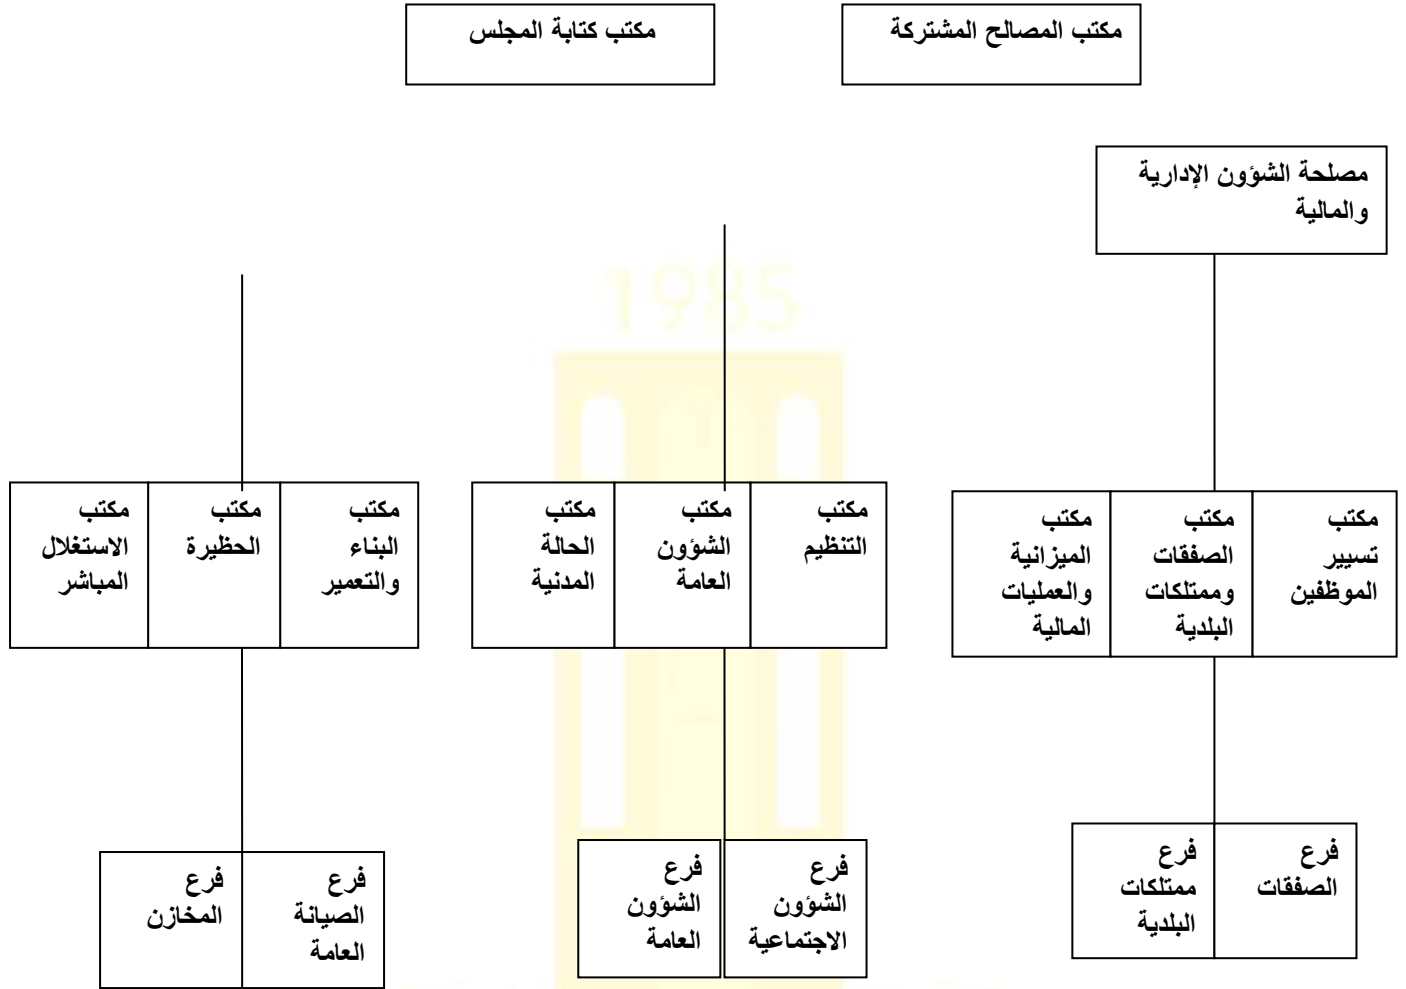 مكتب المصالح المشتركة
مكتب كتابة المجلس
مصلحة الشؤون الإدارية
والمالية
1985
مكتب
تسيير
الموظفين
مكتب
الصفقات
وممتلكات
البلدية
مكتب
الميزانية
والعمليات
المالية
مكتب
التنظيم
مكتب
الشؤون
العامة
مكتب
الحالة
المدنية
مكتب
البناء
والتعمير
مكتب
الحظيرة
مكتب
الاستغلال
المباشر
فرع
الصفقات
فرع
ممتلكات
البلدية
فرع
الشؤون
الاجتماعية
فرع
الشؤون
العامة
فرع
الصيانة
العامة
فرع
المخازن